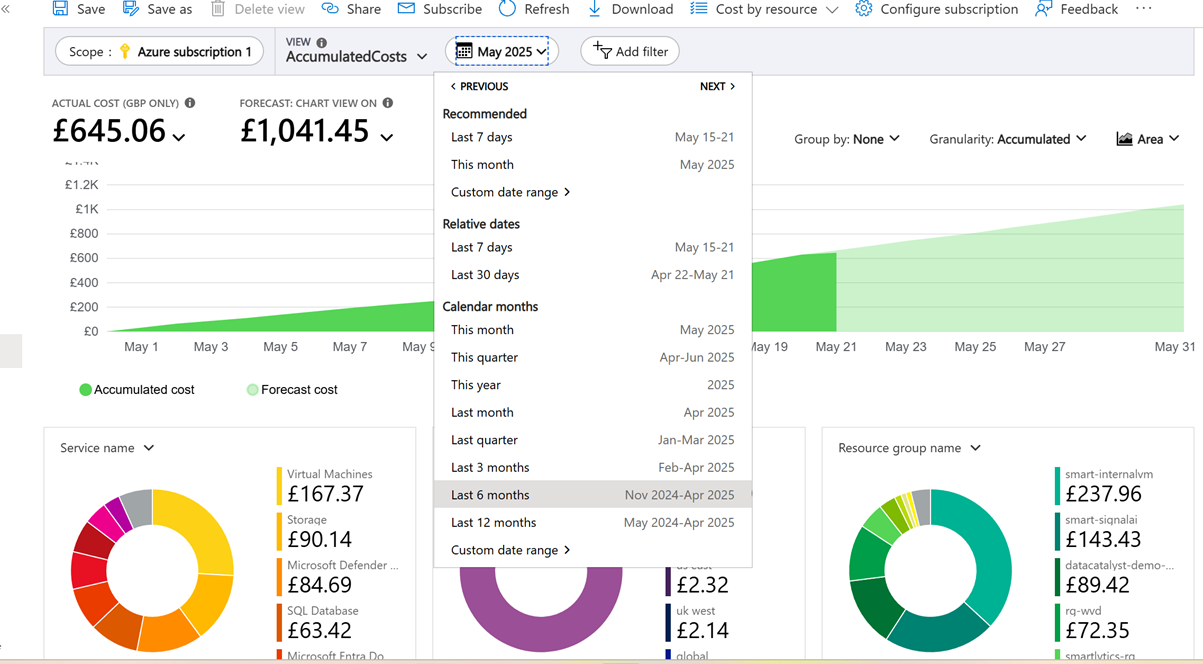 Save Save as Delete view Share Subscribe Refresh Download Cost by resource Configure subscription Feedback ...
Scope : Azure subscription 1
VIEW
AccumulatedCosts
May 2025
Add filter
PREVIOUS NEXT
Recommended
Last 7 days May 15-21
This month May 2025
Custom date range
Relative dates
Last 7 days May 15-21
Last 30 days Apr 22-May 21
Calendar months
This month May 2025
This quarter Apr-Jun 2025
This year 2025
Last month Apr 2025
Last quarter Jan-Mar 2025
Last 3 months Feb-Apr 2025
Last 6 months Nov 2024-Apr 2025
Last 12 months May 2024-Apr 2025
Custom date range
ACTUAL COST (GBP ONLY)
£645.06
FORECAST: CHART VIEW ON
£1,041.45
Group by: None
Granularity: Accumulated
Area
£1.2K
£1K
£800
£600
£400
£200
£0
May 1 May 3 May 5 May 7 May 9 May 19 May 21 May 23 May 25 May 27 May 31
Accumulated cost Forecast cost
Service name
Virtual Machines
£167.37
Storage
£90.14
Microsoft Defender ...
£84.69
SQL Database
£63.42
Microsoft Entra Do
£2.32
uk west
£2.14
global
Resource group name
smart-internalvm
£237.96
smart-signalai
£143.43
datacatalyst-demo-...
£89.42
rg-wvd
£72.35
smartlytics-rg